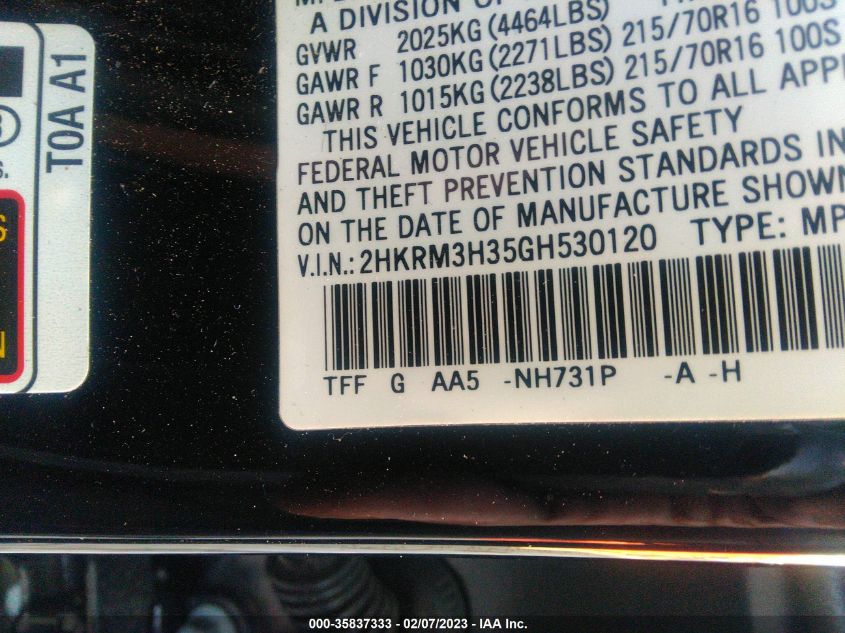 A DIVISION OF
GVWR 2025KG (4464LBS)
GAWR F 1030KG (2271LBS) 215/70R16 100S
GAWR R 1015KG (2238LBS) 215/70R16 100S
THIS VEHICLE CONFORMS TO ALL APPL
FEDERAL MOTOR VEHICLE SAFETY
AND THEFT PREVENTION STANDARDS IN
ON THE DATE OF MANUFACTURE SHOWN
V.I.N.: 2HKRM3H35GH530120 TYPE: MP
TFF G AA5 -NH731P -A -H
T0A A1
000-35837333 — 02/07/2023 — IAA Inc.